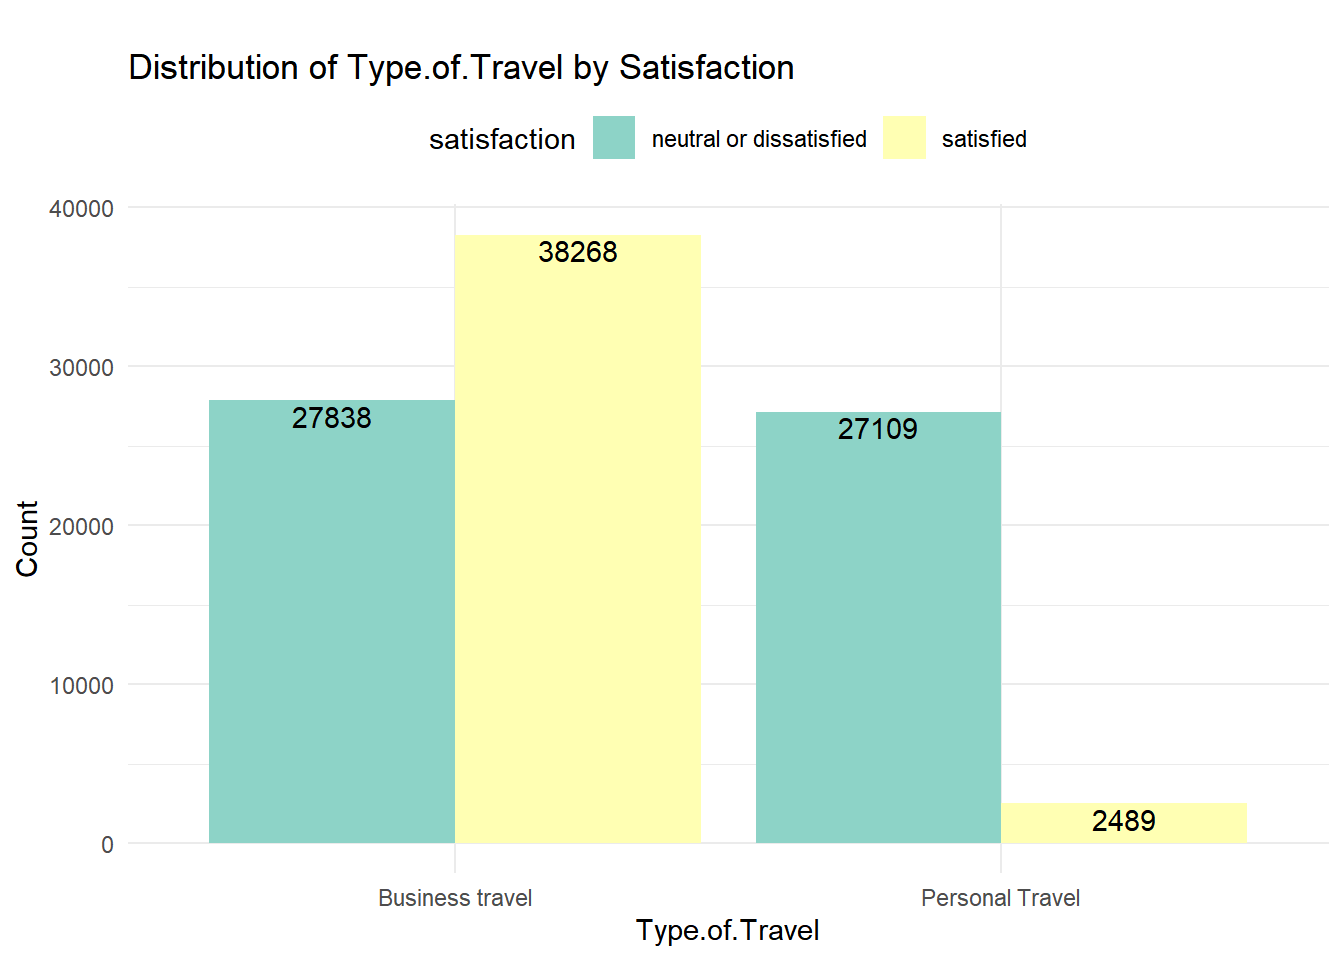 Distribution of Type.of.Travel by Satisfaction
satisfaction neutral or dissatisfied satisfied
40000
30000
20000
10000
0
Count
38268
27838
27109
2489
Business travel Personal Travel
Type.of.Travel